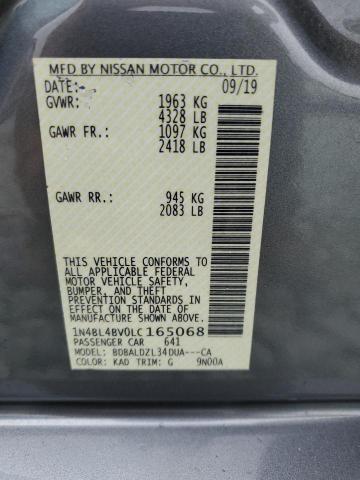 MFD BY NISSAN MOTOR CO., LTD.
DATE: 09/19
GVWR: 1963 KG
4328 LB
GAWR FR: 1097 KG
2418 LB
GAWR RR: 945 KG
2083 LB
THIS VEHICLE CONFORMS TO
ALL APPLICABLE FEDERAL
MOTOR VEHICLE SAFETY,
BUMPER, AND THEFT
PREVENTION STANDARDS IN
EFFECT ON THE DATE OF
MANUFACTURE SHOWN ABOVE.
1N4BL4BV0LC165068
PASSENGER CAR 641
MODEL: BDBALDZL34DUA---CA
COLOR: KAD TRIM: G 9N00A